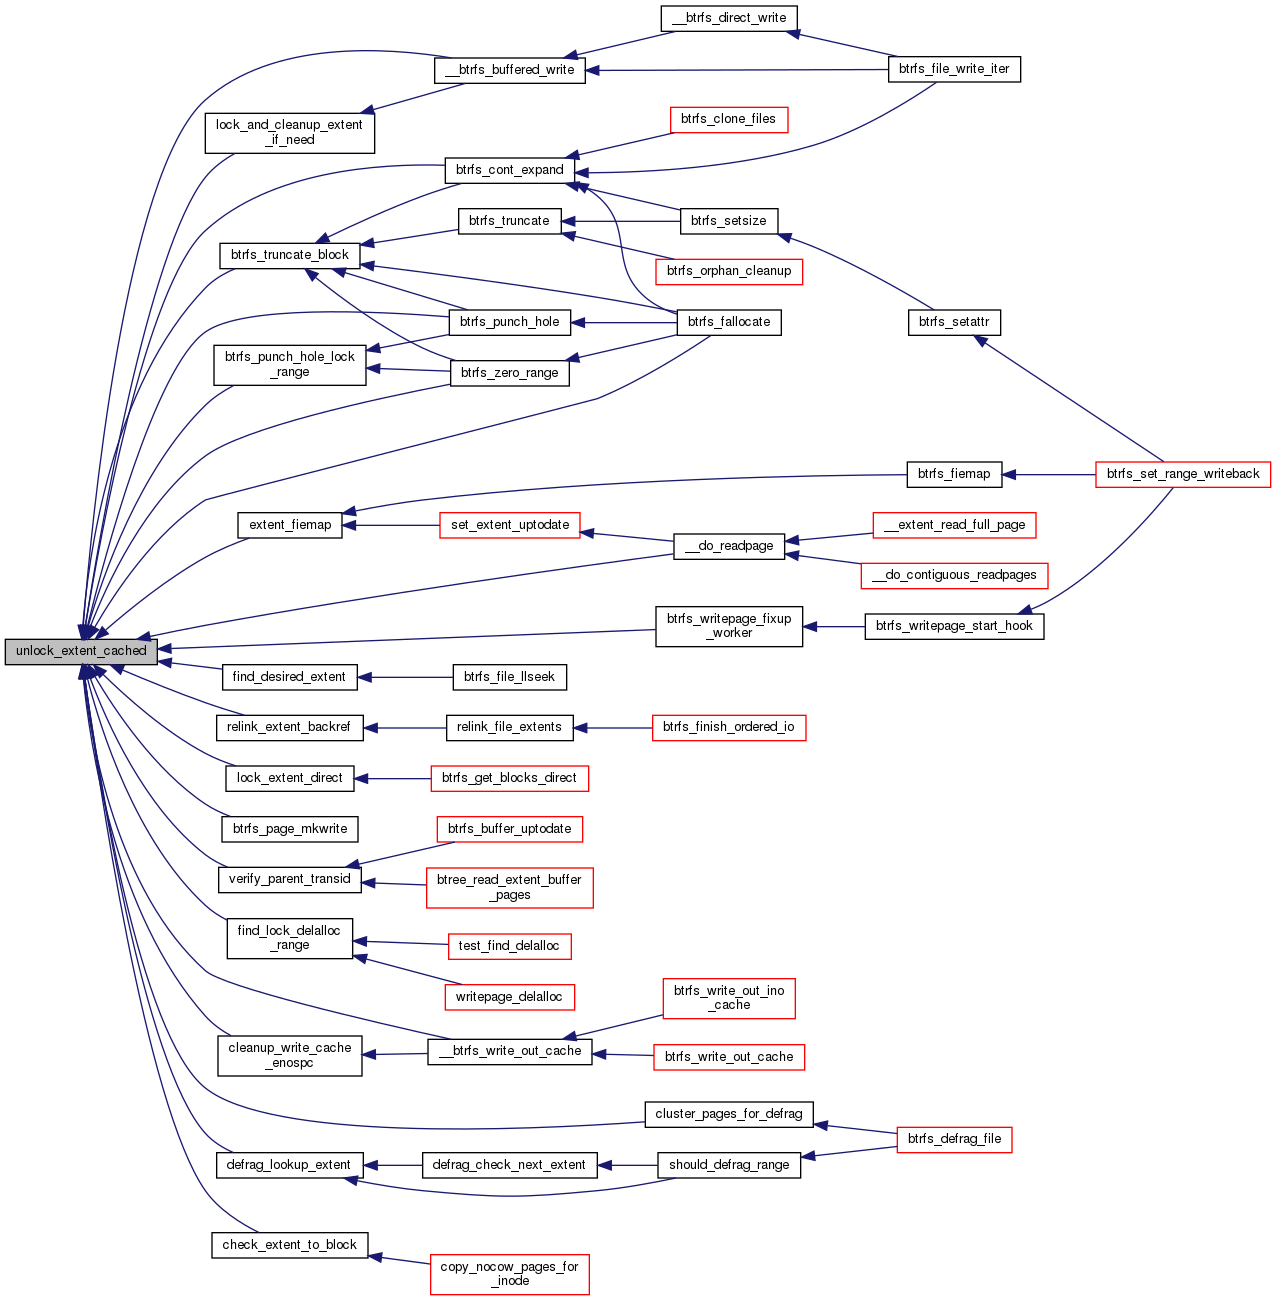 __btrfs_direct_write
__btrfs_buffered_write
btrfs_file_write_iter
lock_and_cleanup_extent
_if_need
btrfs_clone_files
btrfs_cont_expand
btrfs_truncate
btrfs_setsize
btrfs_truncate_block
btrfs_orphan_cleanup
btrfs_punch_hole
btrfs_fallocate
btrfs_setattr
btrfs_punch_hole_lock
_range
btrfs_zero_range
btrfs_fiemap
btrfs_set_range_writeback
extent_fiemap
set_extent_uptodate
__extent_read_full_page
__do_readpage
__do_contiguous_readpages
btrfs_writepage_fixup
_worker
btrfs_writepage_start_hook
unlock_extent_cached
find_desired_extent
btrfs_file_llseek
relink_extent_backref
relink_file_extents
btrfs_finish_ordered_io
lock_extent_direct
btrfs_get_blocks_direct
btrfs_page_mkwrite
btrfs_buffer_uptodate
verify_parent_transid
btree_read_extent_buffer
_pages
find_lock_delalloc
_range
test_find_delalloc
writepage_delalloc
btrfs_write_out_ino
_cache
cleanup_write_cache
_enospc
__btrfs_write_out_cache
btrfs_write_out_cache
cluster_pages_for_defrag
btrfs_defrag_file
defrag_lookup_extent
defrag_check_next_extent
should_defrag_range
check_extent_to_block
copy_nocow_pages_for
_inode